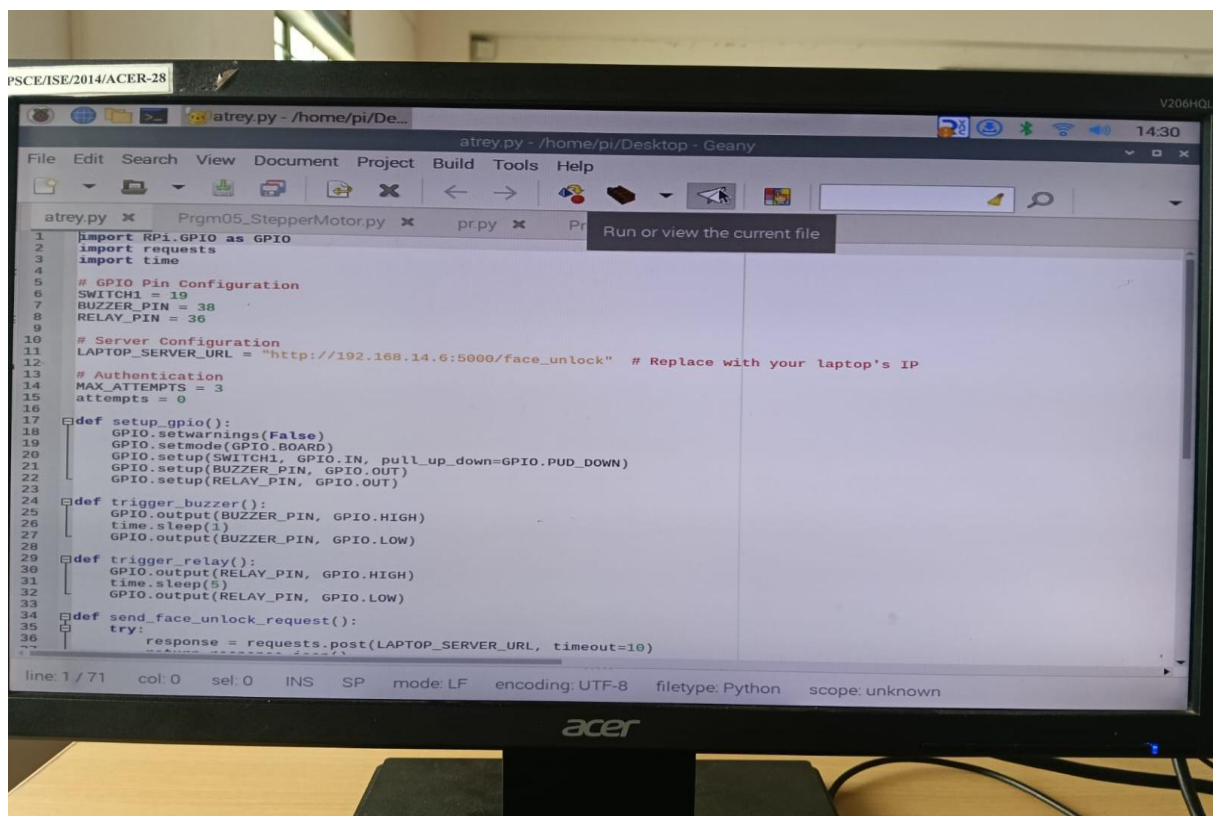 PSCE/ISE/2014/ACER-28
V206HQL
atrey.py - /home/pi/De...
14:30
atrey.py - /home/pi/Desktop - Geany
File Edit Search View Document Project Build Tools Help
atrey.py Prgm05_StepperMotor.py pr.py Pr
Run or view the current file
1 import RPi.GPIO as GPIO
2 import requests
3 import time
4
5 # GPIO Pin Configuration
6 SWITCH1 = 19
7 BUZZER_PIN = 38
8 RELAY_PIN = 36
9
10 # Server Configuration
11 LAPTOP_SERVER_URL = "http://192.168.14.6:5000/face_unlock" # Replace with your laptop's IP
12
13 # Authentication
14 MAX_ATTEMPTS = 3
15 attempts = 0
16
17 def setup_gpio():
18 GPIO.setwarnings(False)
19 GPIO.setmode(GPIO.BOARD)
20 GPIO.setup(SWITCH1, GPIO.IN, pull_up_down=GPIO.PUD_DOWN)
21 GPIO.setup(BUZZER_PIN, GPIO.OUT)
22 GPIO.setup(RELAY_PIN, GPIO.OUT)
23
24 def trigger_buzzer():
25 GPIO.output(BUZZER_PIN, GPIO.HIGH)
26 time.sleep(1)
27 GPIO.output(BUZZER_PIN, GPIO.LOW)
28
29 def trigger_relay():
30 GPIO.output(RELAY_PIN, GPIO.HIGH)
31 time.sleep(5)
32 GPIO.output(RELAY_PIN, GPIO.LOW)
33
34 def send_face_unlock_request():
35 try:
36 response = requests.post(LAPTOP_SERVER_URL, timeout=10)
line: 1 / 71 col: 0 sel: 0 INS SP mode: LF encoding: UTF-8 filetype: Python scope: unknown
acer